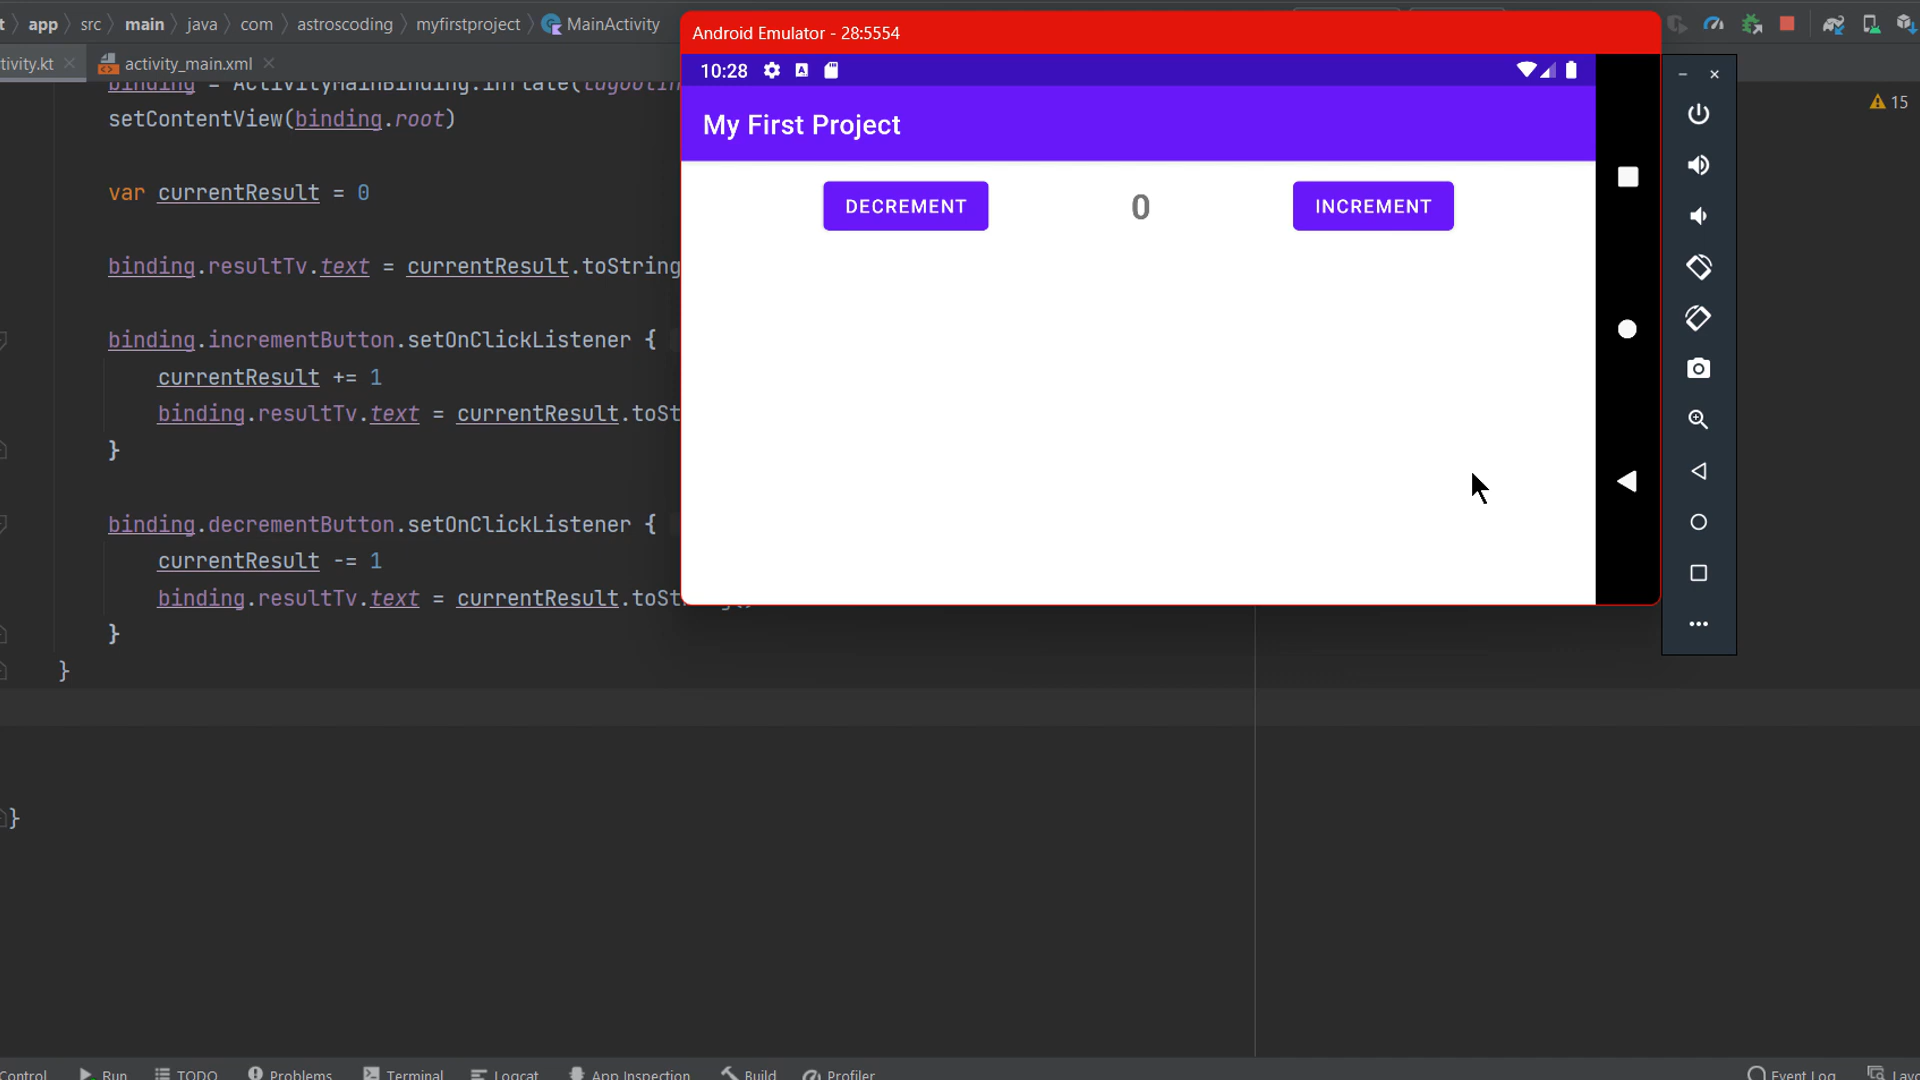 app src main java com astroscoding myfirstproject MainActivity
tivity.kt activity_main.xml
setContentView(binding.root)
var currentResult = 0
binding.resultTv.text = currentResult.toString
binding.incrementButton.setOnClickListener {
currentResult += 1
binding.resultTv.text = currentResult.toSt
}
binding.decrementButton.setOnClickListener {
currentResult -= 1
binding.resultTv.text = currentResult.toSt
}
}
}
Android Emulator - 28:5554
10:28
My First Project
DECREMENT 0 INCREMENT
15
Control Run TODO Problems Terminal Logcat App Inspection Build Profiler Event Log